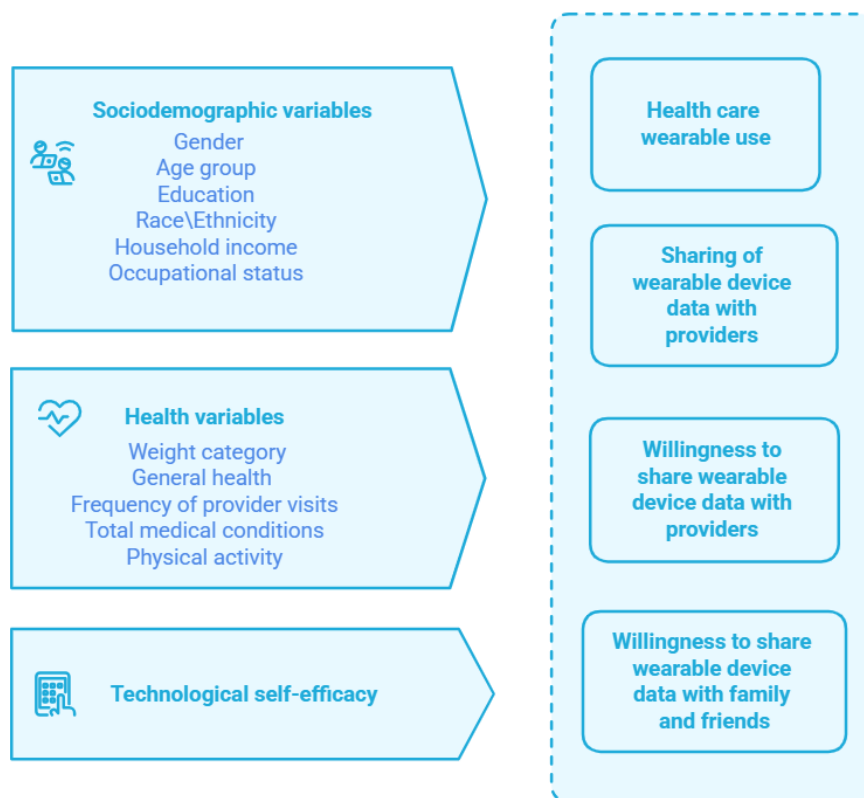 Sociodemographic variables
Gender
Age group
Education
Race\Ethnicity
Household income
Occupational status
Health variables
Weight category
General health
Frequency of provider visits
Total medical conditions
Physical activity
Technological self-efficacy
Health care
wearable use
Sharing of
wearable device
data with
providers
Willingness to
share wearable
device data with
providers
Willingness to share
wearable device
data with family
and friends